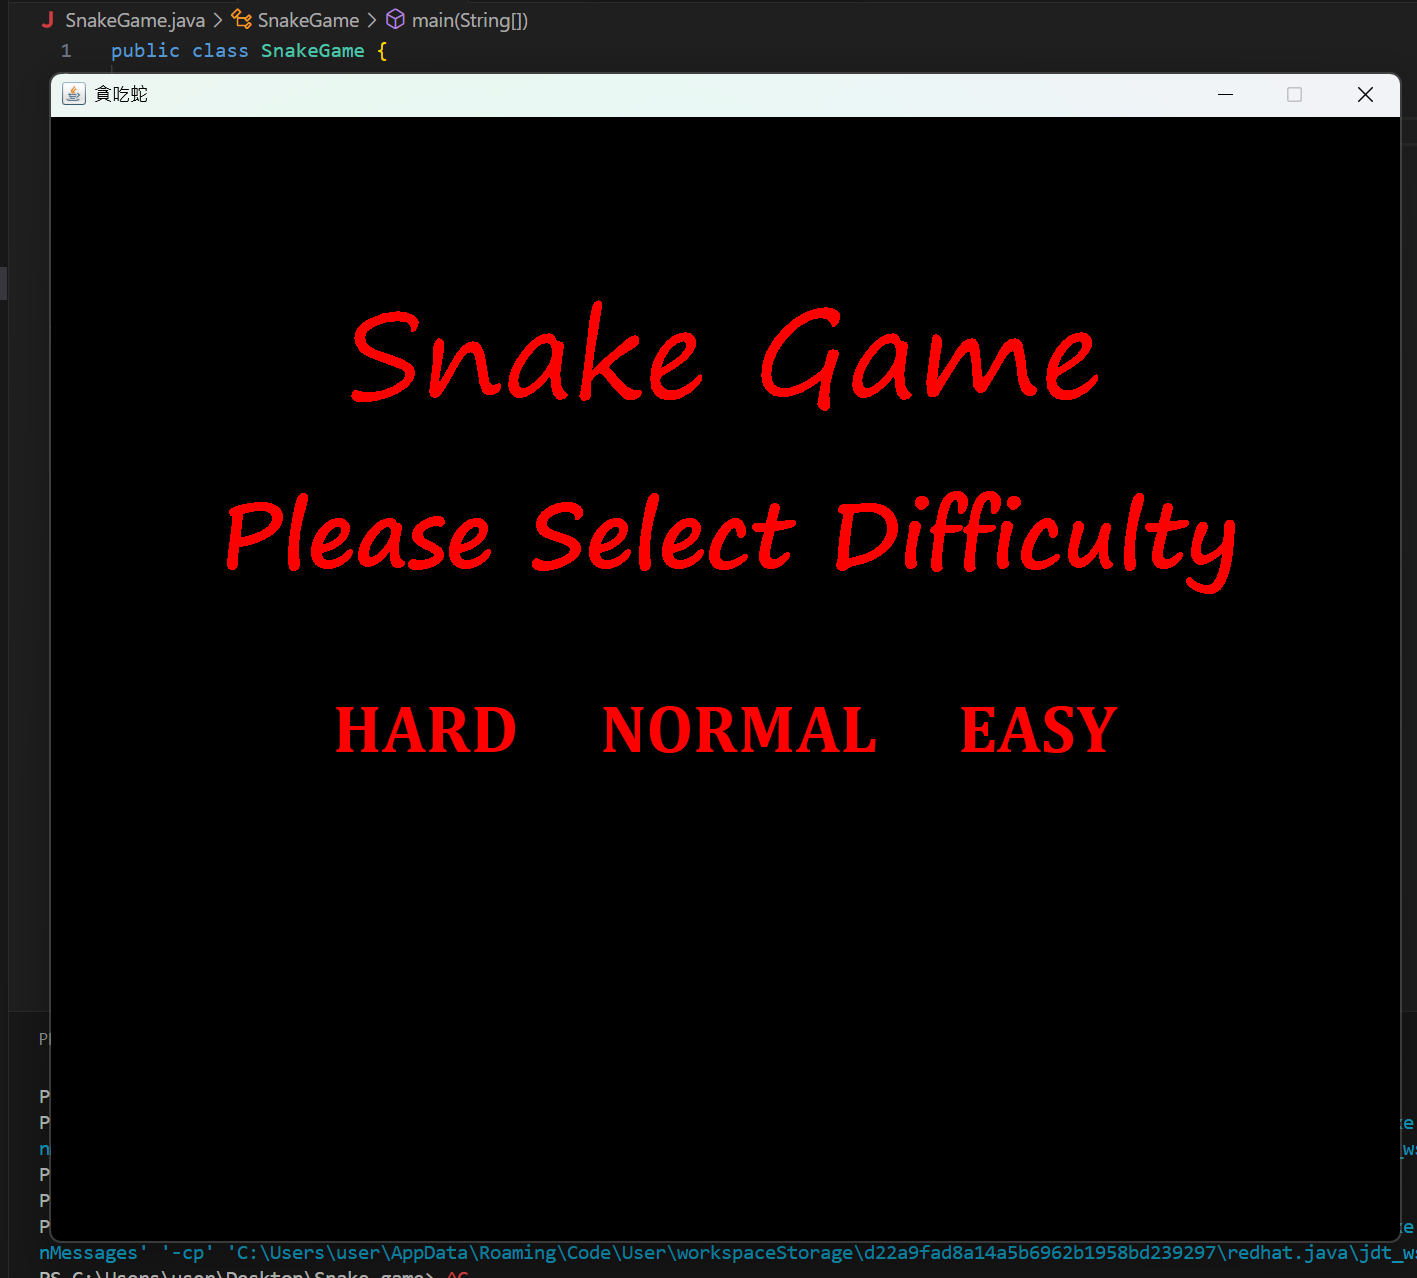 SnakeGame.java > SnakeGame > main(String[])
1 public class SnakeGame {
貪吃蛇
Snake Game
Please Select Difficulty
HARD NORMAL EASY
nMessages' '-cp' 'C:\Users\user\AppData\Roaming\Code\User\workspaceStorage\d22a9fad8a14a5b6962b1958bd239297\redhat.java\jdt_ws
PS C:\Users\user\Desktop\Snake game> ^C